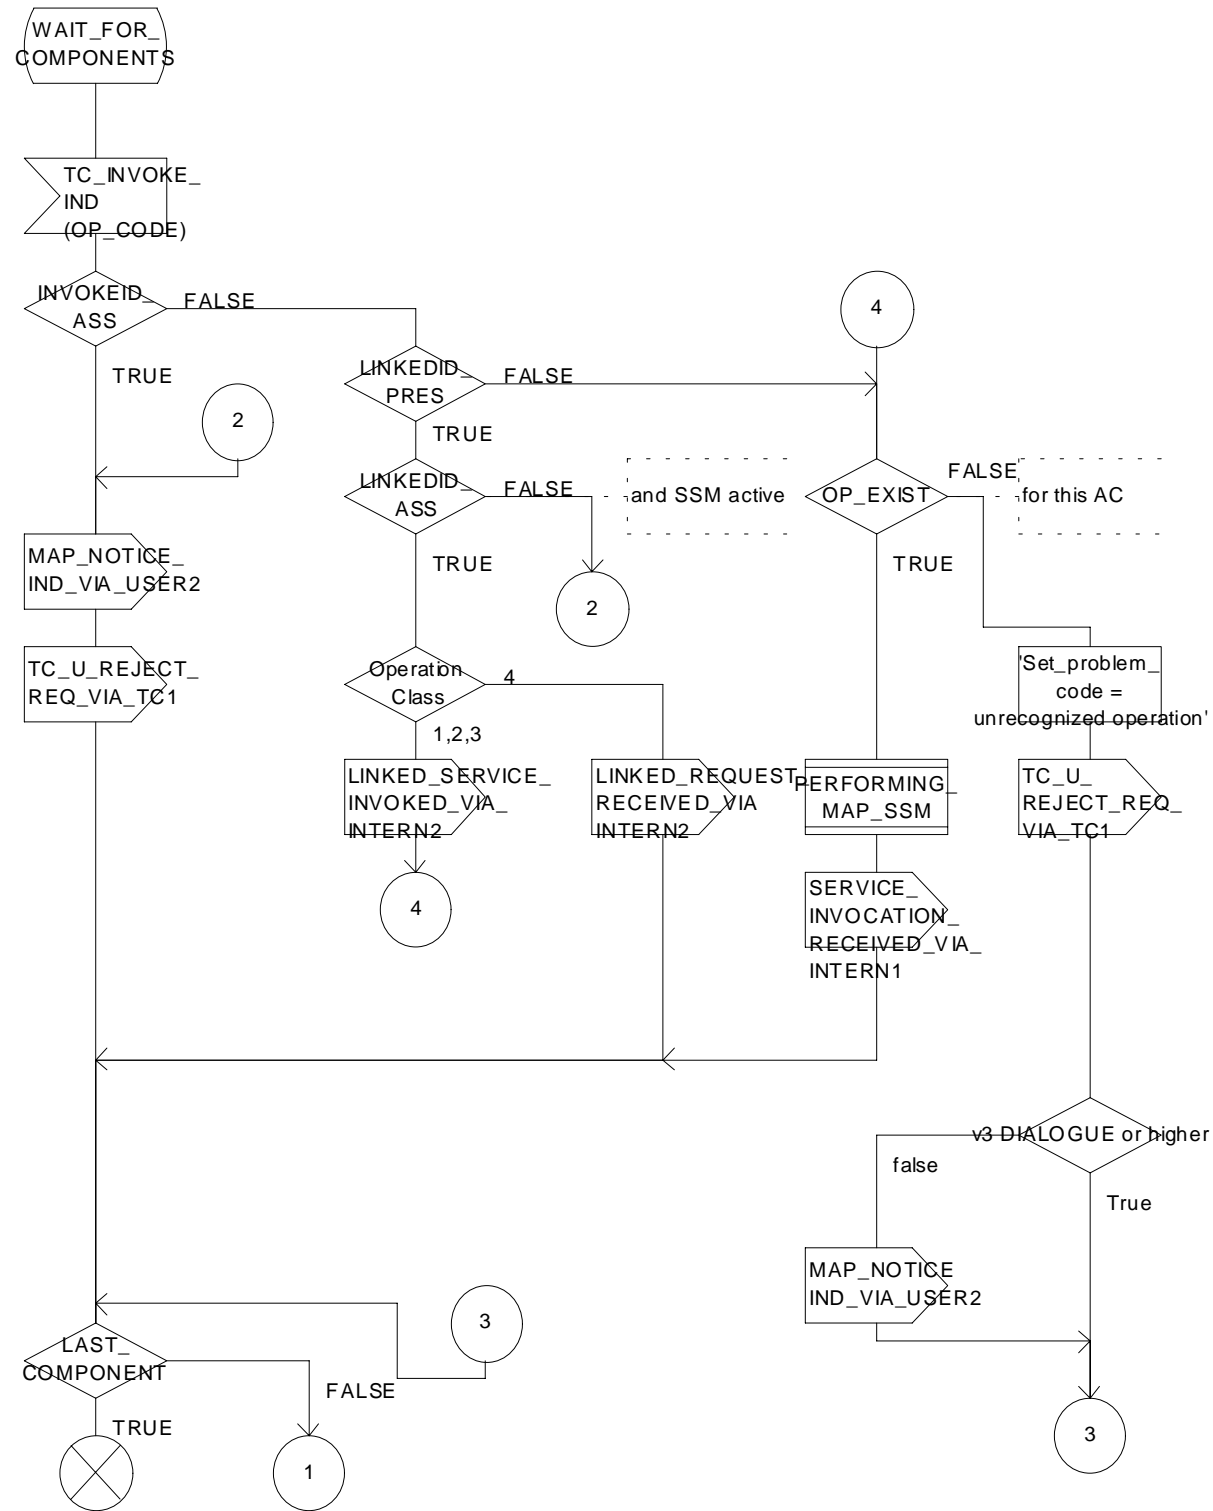 WAIT_FOR_
COMPONENTS
TC_INVOKE_
IND
(OP_CODE)
INVOKEID_
ASS
FALSE
TRUE
4
LINKEDID_
PRES
FALSE
TRUE
2
LINKEDID_
ASS
FALSE
TRUE
and SSM active
OP_EXIST
FALSE
for this AC
TRUE
2
MAP_NOTICE_
IND_VIA_USER2
TC_U_REJECT_
REQ_VIA_TC1
Operation
Class
4
1,2,3
'Set_problem_
code =
unrecognized operation'
LINKED_SERVICE_
INVOKED_VIA_
INTERN2
LINKED_REQUEST_
RECEIVED_VIA
INTERN2
PERFORMING_
MAP_SSM
TC_U_
REJECT_REQ_
VIA_TC1
4
SERVICE_
INVOCATION_
RECEIVED_VIA_
INTERN1
v3 DIALOGUE or higher
false
True
MAP_NOTICE
IND_VIA_USER2
3
LAST_
COMPONENT
FALSE
TRUE
1
3